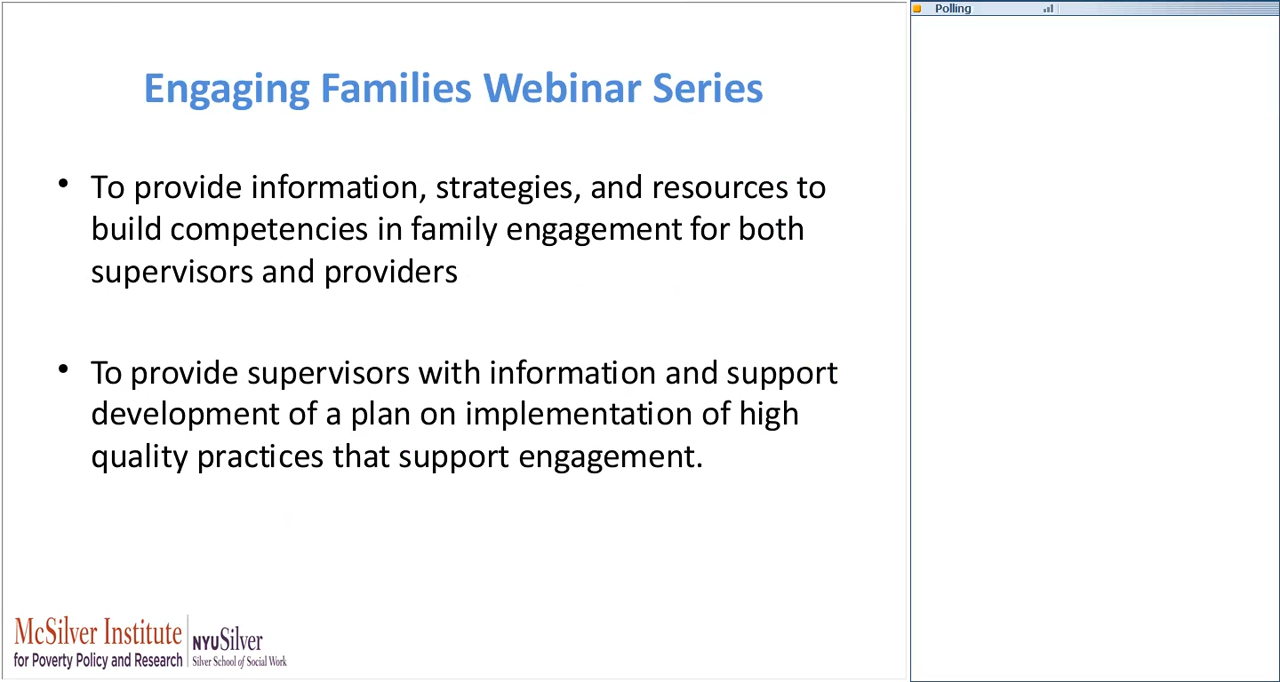 Polling
Engaging Families Webinar Series
• To provide information, strategies, and resources to
build competencies in family engagement for both
supervisors and providers
• To provide supervisors with information and support
development of a plan on implementation of high
quality practices that support engagement.
McSilver Institute
for Poverty Policy and Research
NYUSilver
Silver School of Social Work